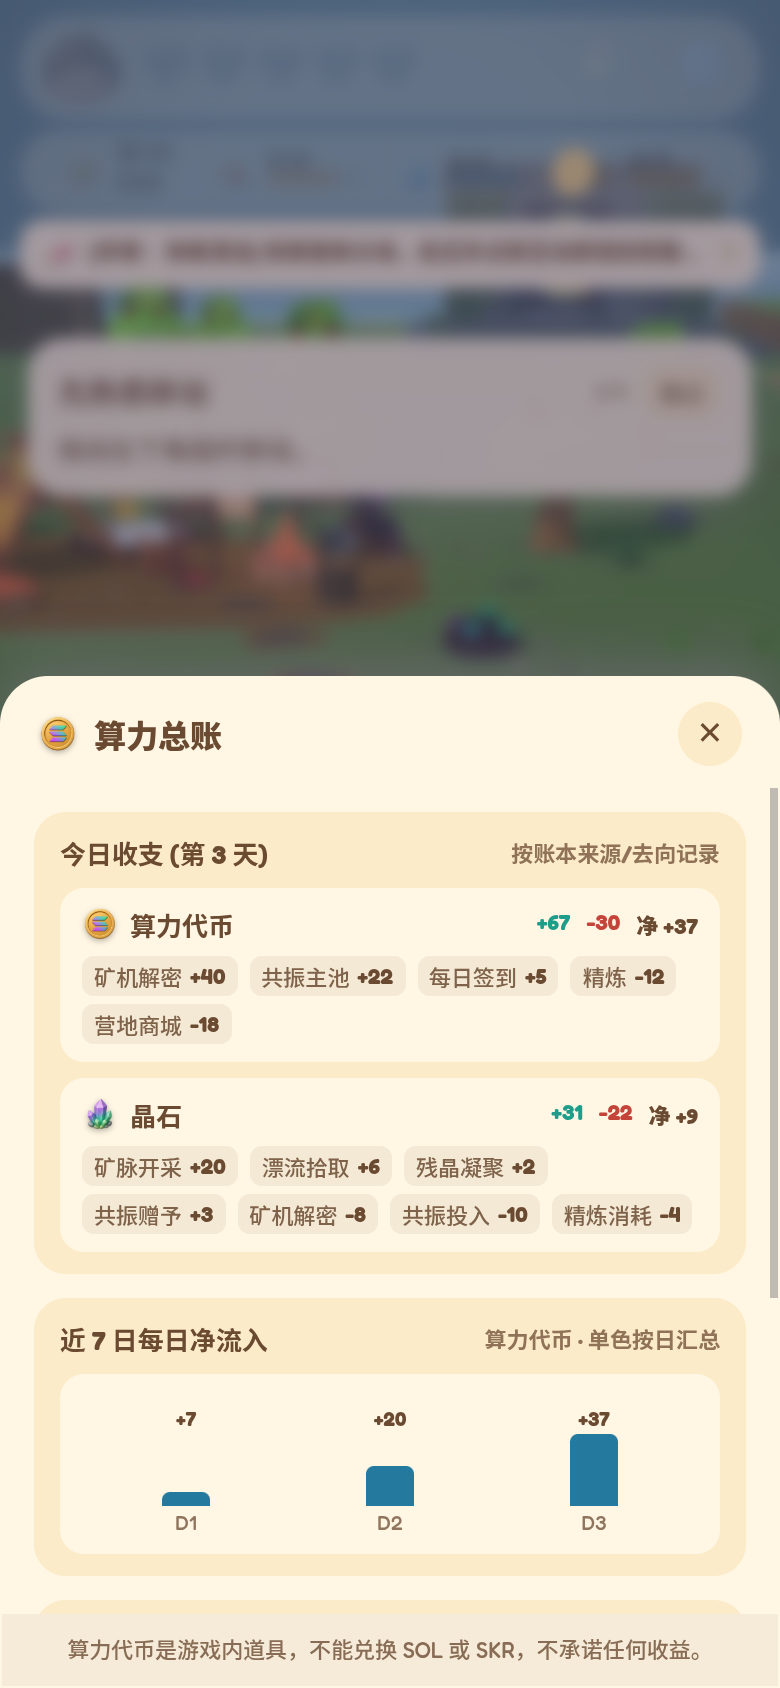 算力总账
今日收支 (第 3 天) 按账本来源/去向记录
算力代币 +67 -30 净 +37
矿机解密 +40 共振主池 +22 每日签到 +5 精炼 -12
营地商城 -18
晶石 +31 -22 净 +9
矿脉开采 +20 漂流拾取 +6 残晶凝聚 +2
共振赠予 +3 矿机解密 -8 共振投入 -10 精炼消耗 -4
近 7 日每日净流入 算力代币 · 单色按日汇总
+7 +20 +37
D1 D2 D3
算力代币是游戏内道具，不能兑换 SOL 或 SKR，不承诺任何收益。